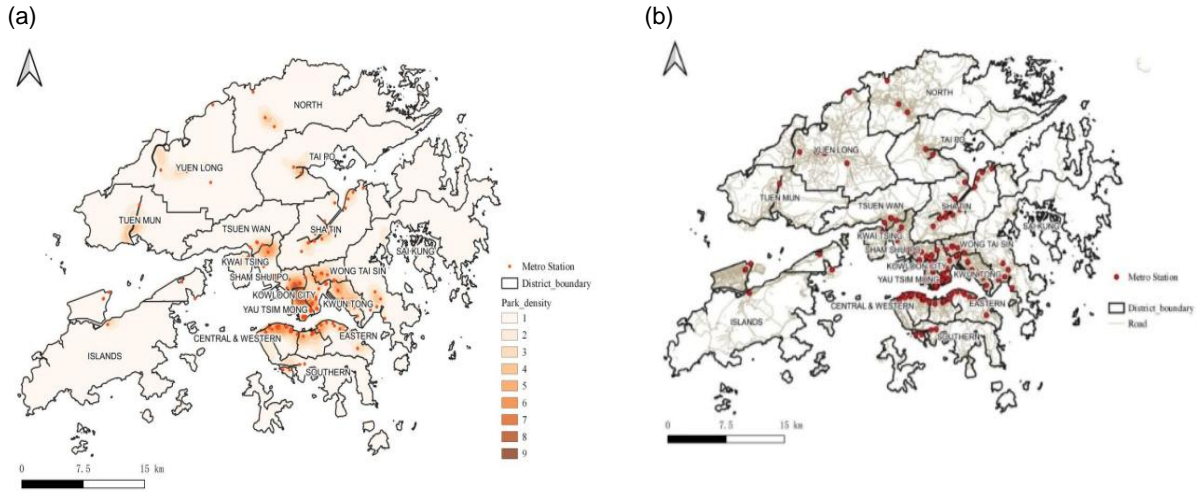 (a)
NORTH
TAI PO
YUEN LONG
TUEN MUN
TSUEN WAN
SHA TIN
SAI KUNG
KWAI TSING
SHAM SHUI PO
WONG TAI SIN
KOWLOON CITY
YAU TSIM MONG
KWUN TONG
CENTRAL & WESTERN
EASTERN
ISLANDS
SOUTHERN
Metro Station
District_boundary
Park_density
1
2
3
4
5
6
7
8
9
0 7.5 15 km
(b)
NORTH
TAI PO
YUEN LONG
TUEN MUN
TSUEN WAN
SHA TIN
SAI KUNG
KWAI TSING
SHAM SHUI PO
WONG TAI SIN
KOWLOON CITY
KWUN TONG
YAU TSIM MONG
CENTRAL & WESTERN
EASTERN
ISLANDS
SOUTHERN
Metro Station
District_boundary
Road
0 7.5 15 km